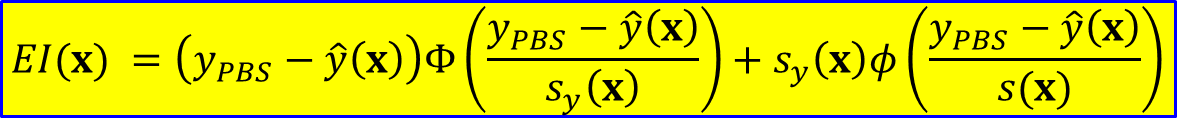 EI(𝐱) = (y_PBS − ŷ(𝐱))Φ((y_PBS − ŷ(𝐱))/(s_y(𝐱))) + s_y(𝐱)ϕ((y_PBS − ŷ(𝐱))/(s(𝐱)))